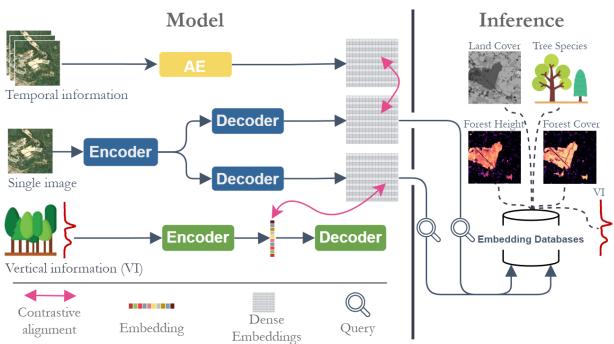 Model
Inference
Land Cover
Tree Species
AE
Temporal information
Decoder
Encoder
Decoder
Single image
Forest Height
Forest Cover
VI
Encoder
Decoder
Embedding Databases
Vertical information (VI)
Contrastive
alignment
Embedding
Dense
Embeddings
Query